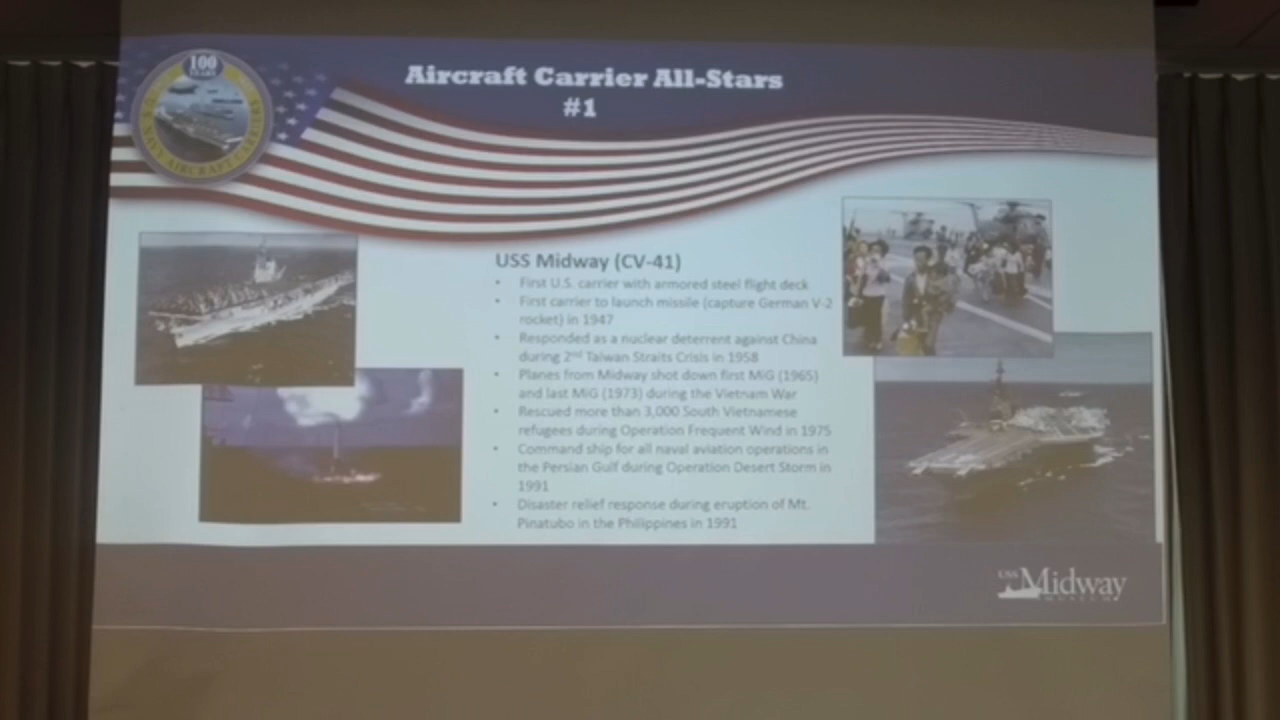 100
YEARS
U.S. NAVY AIRCRAFT CARRIERS
Aircraft Carrier All-Stars
#1
USS Midway (CV-41)
• First U.S. carrier with armored steel flight deck
• First carrier to launch missile (capture German V-2
rocket) in 1947
• Responded as a nuclear deterrent against China
during 2nd Taiwan Straits Crisis in 1958
• Planes from Midway shot down first MiG (1965)
and last MiG (1973) during the Vietnam War
• Rescued more than 3,000 South Vietnamese
refugees during Operation Frequent Wind in 1975
• Command ship for all naval aviation operations in
the Persian Gulf during Operation Desert Storm in
1991
• Disaster relief response during eruption of Mt.
Pinatubo in the Philippines in 1991
USS Midway
MUSEUM